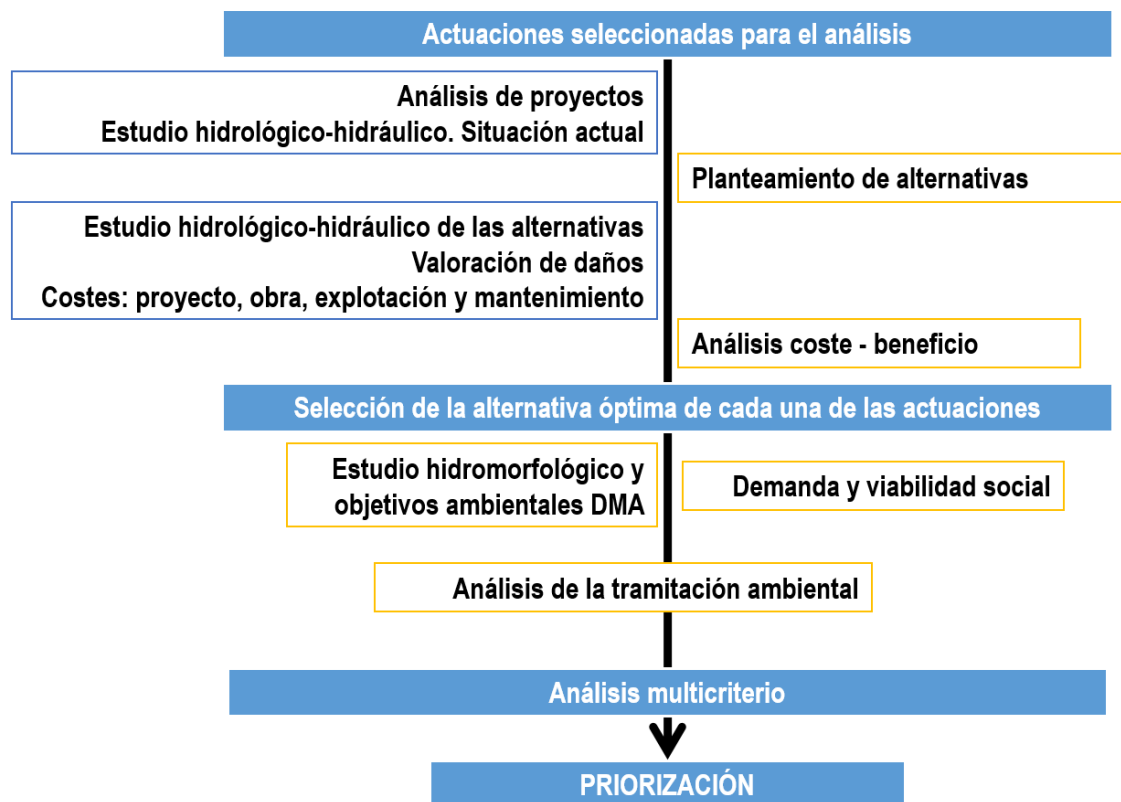 Actuaciones seleccionadas para el análisis
Análisis de proyectos
Estudio hidrológico-hidráulico. Situación actual
Planteamiento de alternativas
Estudio hidrológico-hidráulico de las alternativas
Valoración de daños
Costes: proyecto, obra, explotación y mantenimiento
Análisis coste - beneficio
Selección de la alternativa óptima de cada una de las actuaciones
Estudio hidromorfológico y
objetivos ambientales DMA
Demanda y viabilidad social
Análisis de la tramitación ambiental
Análisis multicriterio
PRIORIZACIÓN